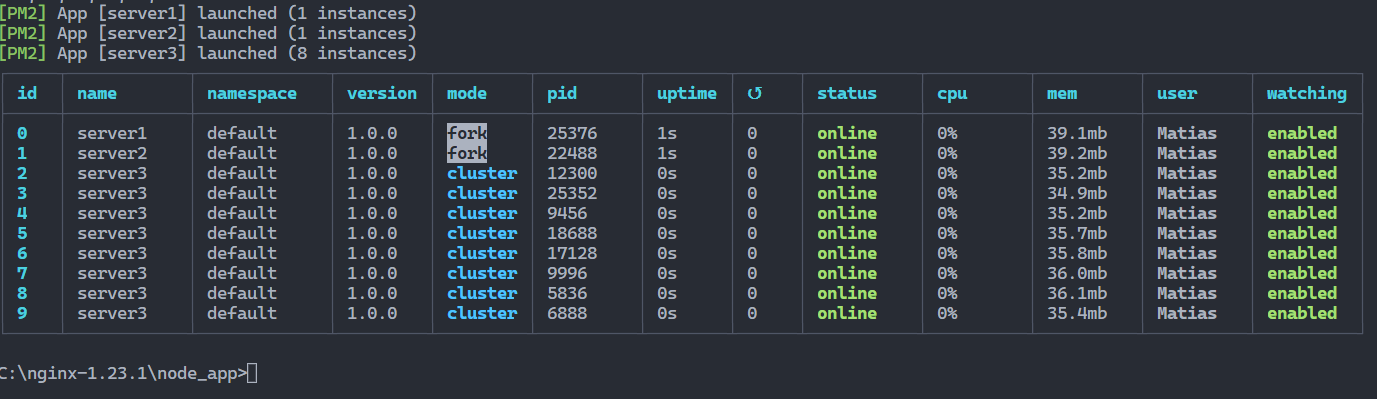 [PM2] App [server1] launched (1 instances)
[PM2] App [server2] launched (1 instances)
[PM2] App [server3] launched (8 instances)
id name namespace version mode pid uptime ↺ status cpu mem user watching
0 server1 default 1.0.0 fork 25376 1s 0 online 0% 39.1mb Matias enabled
1 server2 default 1.0.0 fork 22488 1s 0 online 0% 39.2mb Matias enabled
2 server3 default 1.0.0 cluster 12300 0s 0 online 0% 35.2mb Matias enabled
3 server3 default 1.0.0 cluster 25352 0s 0 online 0% 34.9mb Matias enabled
4 server3 default 1.0.0 cluster 9456 0s 0 online 0% 35.2mb Matias enabled
5 server3 default 1.0.0 cluster 18688 0s 0 online 0% 35.7mb Matias enabled
6 server3 default 1.0.0 cluster 17128 0s 0 online 0% 35.8mb Matias enabled
7 server3 default 1.0.0 cluster 9996 0s 0 online 0% 36.0mb Matias enabled
8 server3 default 1.0.0 cluster 5836 0s 0 online 0% 36.1mb Matias enabled
9 server3 default 1.0.0 cluster 6888 0s 0 online 0% 35.4mb Matias enabled
C:\nginx-1.23.1\node_app>